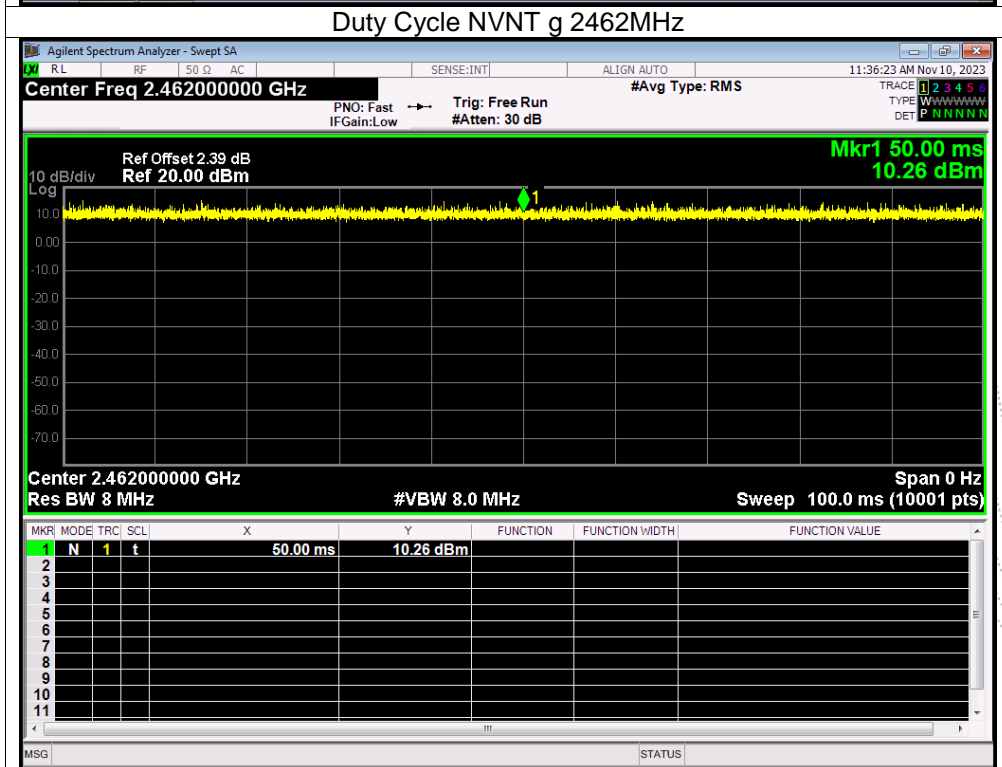 Duty Cycle NVNT g 2462MHz
Agilent Spectrum Analyzer - Swept SA
LXI RL RF 50 Ω AC SENSE:INT ALIGN AUTO 11:36:23 AM Nov 10, 2023
Center Freq 2.462000000 GHz #Avg Type: RMS TRACE 1 2 3 4 5 6
PNO: Fast Trig: Free Run TYPE WWWWWW
IFGain:Low #Atten: 30 dB DET P N N N N N
Mkr1 50.00 ms
Ref Offset 2.39 dB
10 dB/div Ref 20.00 dBm 10.26 dBm
Log
1
10.0
0.00
-10.0
-20.0
-30.0
-40.0
-50.0
-60.0
-70.0
Center 2.462000000 GHz Span 0 Hz
Res BW 8 MHz #VBW 8.0 MHz Sweep 100.0 ms (10001 pts)
MKR MODE TRC SCL X Y FUNCTION FUNCTION WIDTH FUNCTION VALUE
1 N 1 t 50.00 ms 10.26 dBm
2
3
4
5
6
7
8
9
10
11
MSG STATUS